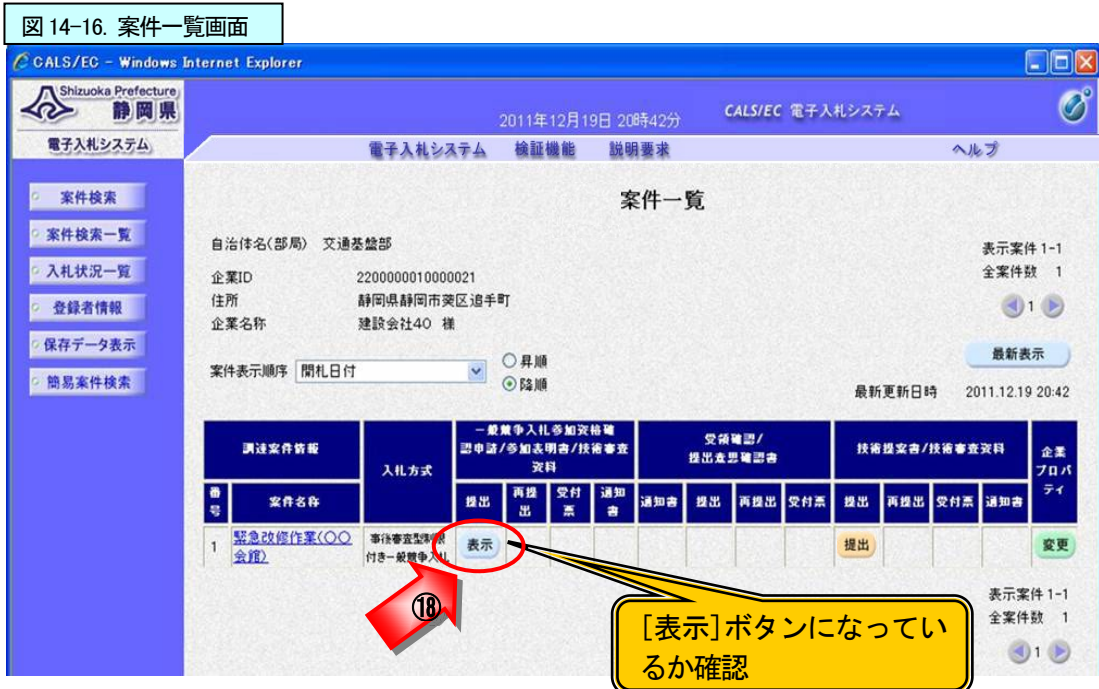 図 14-16. 案件一覧画面
CALS/EC - Windows Internet Explorer
Shizuoka Prefecture
静岡県
電子入札システム
2011年12月19日 20時42分
CALS/EC 電子入札システム
電子入札システム 検証機能 説明要求 ヘルプ
案件検索
案件検索一覧
入札状況一覧
登録者情報
保存データ表示
簡易案件検索
案件一覧
自治体名(部局) 交通基盤部
企業ID 2200000010000021
住所 静岡県静岡市葵区追手町
企業名称 建設会社40 様
表示案件 1-1
全案件数 1
1
案件表示順序 開札日付
昇順
降順
最新表示
最新更新日時 2011.12.19 20:42
調達案件情報
入札方式
一般競争入札参加資格確認申請/参加表明書/技術審査資料
受領確認/
提出意思確認書
技術提案書/技術審査資料
企業プロパティ
番号 案件名称 提出 再提出 受付票 通知書 通知書 提出 再提出 受付票 提出 再提出 受付票 通知書
1 緊急改修作業(○○会館) 事後審査型制限付き一般競争入札 表示 提出 変更
⑱
[表示]ボタンになってい
るか確認
表示案件 1-1
全案件数 1
1